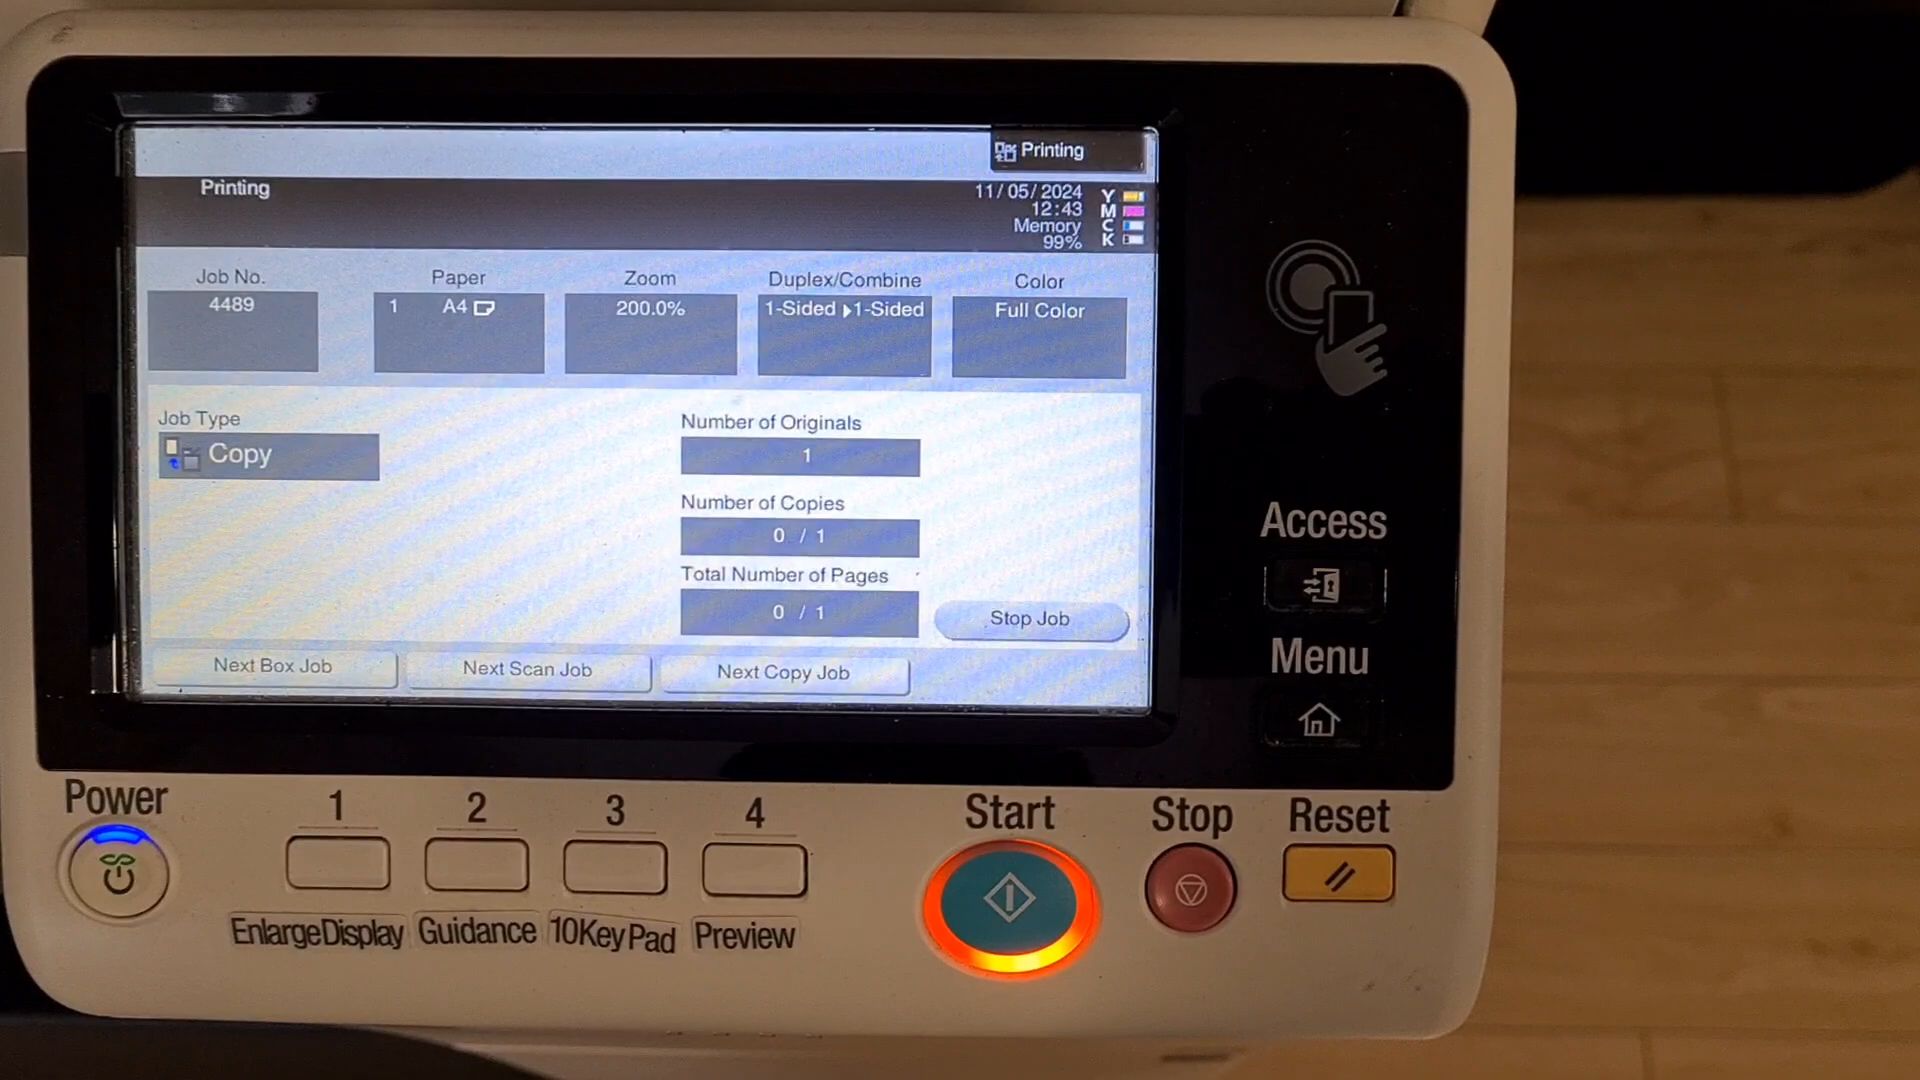 Printing
Printing
11/05/2024
12:43
Memory
99%
Y
M
C
K
Job No.
4489
Paper
1 A4
Zoom
200.0%
Duplex/Combine
1-Sided ▸1-Sided
Color
Full Color
Job Type
Copy
Number of Originals
1
Number of Copies
0 / 1
Total Number of Pages
0 / 1
Stop Job
Next Box Job
Next Scan Job
Next Copy Job
Access
Menu
Power
1
2
3
4
Start
Stop
Reset
EnlargeDisplay
Guidance
10KeyPad
Preview